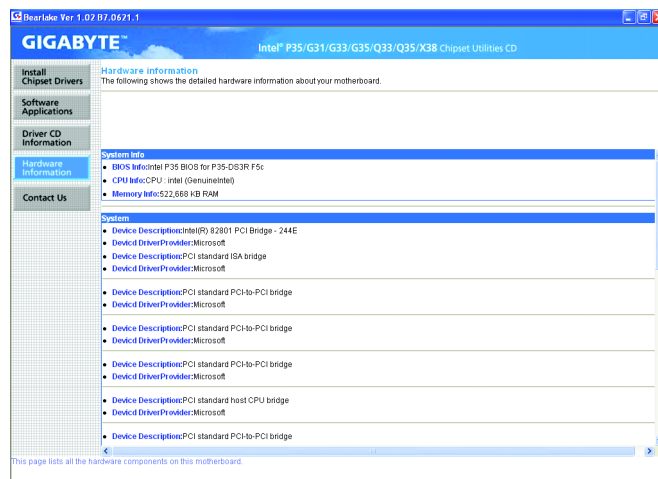 Bearlake Ver 1.02 B7.0621.1
GIGABYTE™
Intel® P35/G31/G33/G35/Q33/Q35/X38 Chipset Utilities CD
Install
Chipset Drivers
Software
Applications
Driver CD
Information
Hardware
Information
Contact Us
Hardware information
The following shows the detailed hardware information about your motherboard.
System Info
• BIOS Info:Intel P35 BIOS for P35-DS3R F5c
• CPU Info:CPU : intel (GenuineIntel)
• Memory Info:522,668 KB RAM
System
• Device Description:Intel(R) 82801 PCI Bridge - 244E
• Devicd DriverProvider:Microsoft
• Device Description:PCI standard ISA bridge
• Devicd DriverProvider:Microsoft
• Device Description:PCI standard PCI-to-PCI bridge
• Devicd DriverProvider:Microsoft
• Device Description:PCI standard PCI-to-PCI bridge
• Devicd DriverProvider:Microsoft
• Device Description:PCI standard PCI-to-PCI bridge
• Devicd DriverProvider:Microsoft
• Device Description:PCI standard host CPU bridge
• Devicd DriverProvider:Microsoft
• Device Description:PCI standard PCI-to-PCI bridge
This page lists all the hardware components on this motherboard.